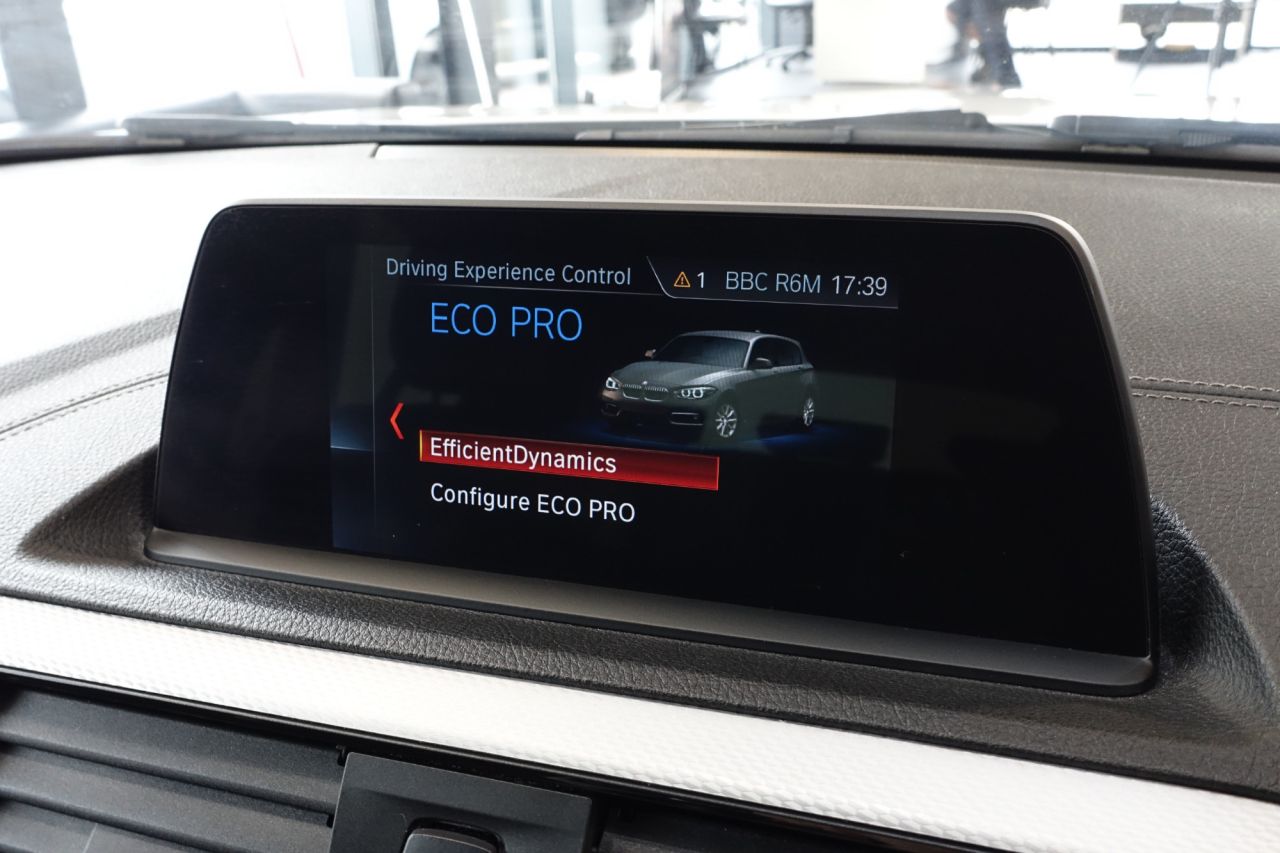 Driving Experience Control
1 BBC R6M 17:39
ECO PRO
EfficientDynamics
Configure ECO PRO